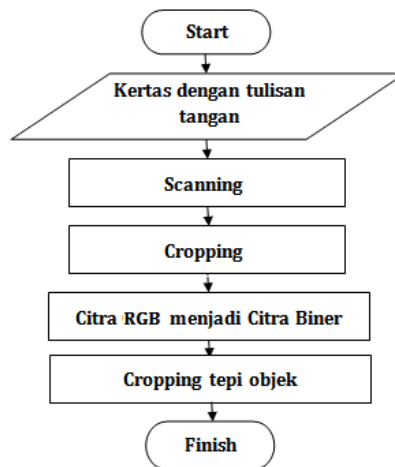 Start
Kertas dengan tulisan
tangan
Scanning
Cropping
Citra RGB menjadi Citra Biner
Cropping tepi objek
Finish